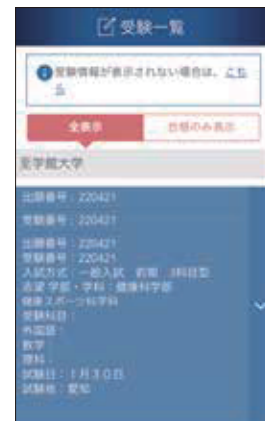 受験一覧
受験情報が表示されない場合は、こち
ら
全表示
合格のみ表示
至学館大学
出願番号：220421
受験番号：220421
出願番号：220421
受験番号：220421
入試方式：一般入試 前期 3科目型
志望 学部・学科：健康科学部
健康スポーツ科学科
受験科目：
外国語：
数学
理科：
試験日：1月30日
試験地：愛知